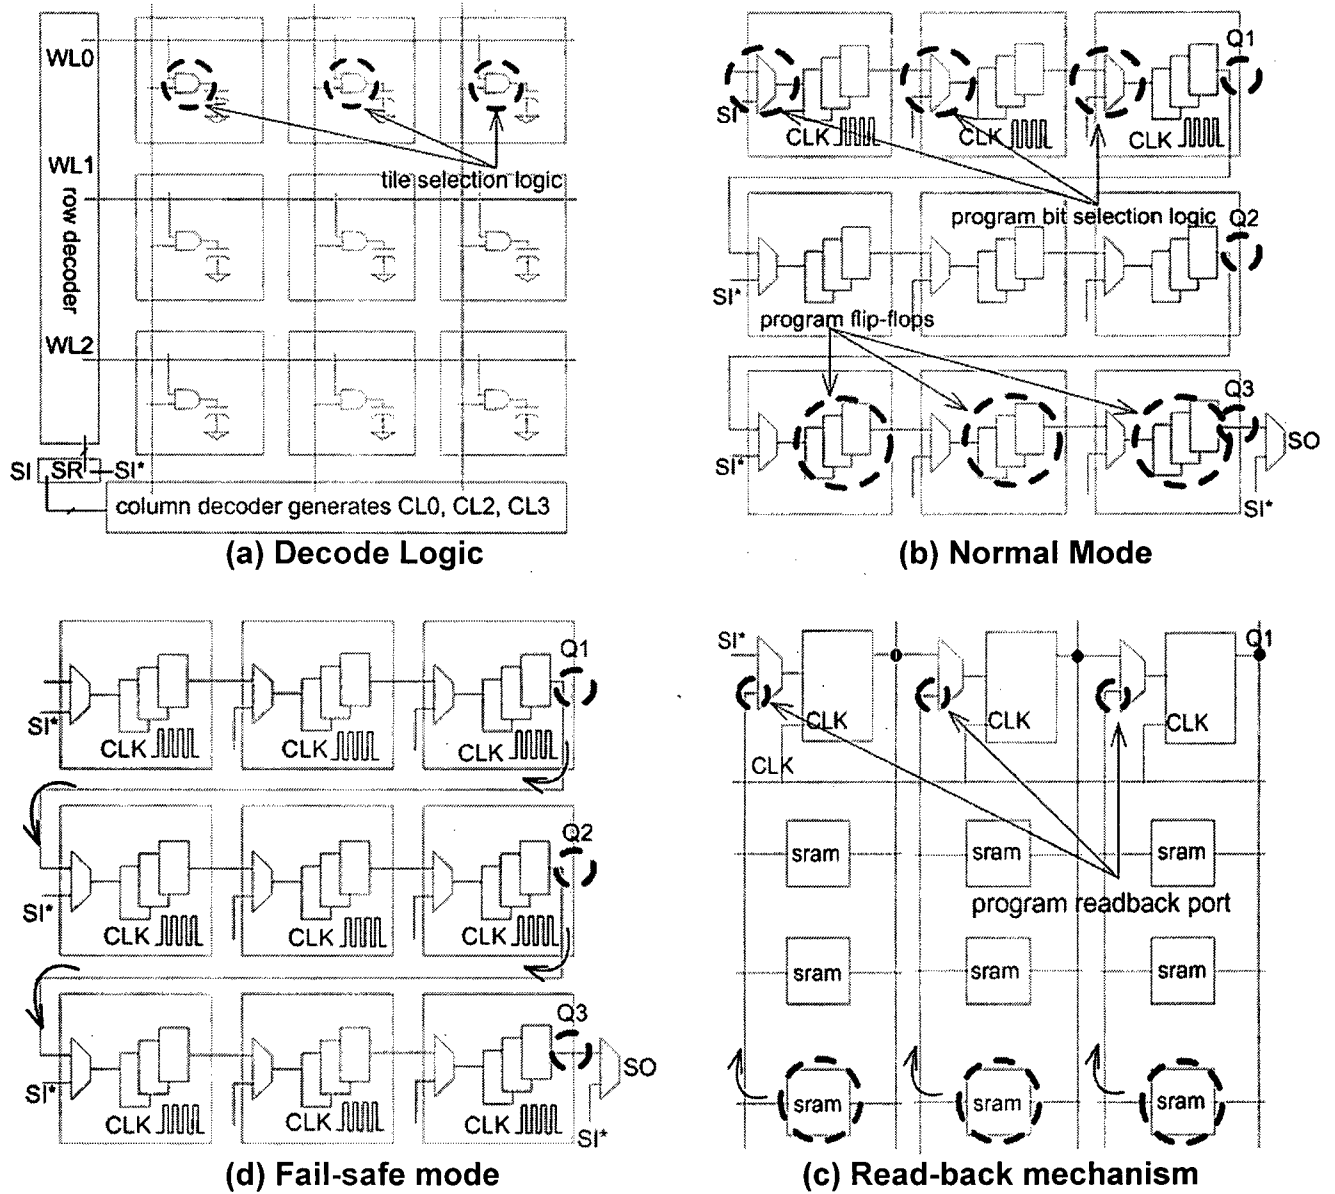 WL0
WL1
tile selection logic
row decoder
WL2
SI SR SI*
column decoder generates CL0, CL2, CL3
(a) Decode Logic
Q1
SI*
CLK CLK CLK
program bit selection logic Q2
SI*
program flip-flops
Q3
SI* SO
SI*
(b) Normal Mode
Q1
SI*
CLK CLK CLK
Q2
SI*
CLK CLK CLK
Q3
SI* SO
CLK CLK CLK
SI*
(d) Fail-safe mode
SI* Q1
CLK CLK CLK
CLK
sram sram sram
program readback port
sram sram sram
sram sram sram
(c) Read-back mechanism